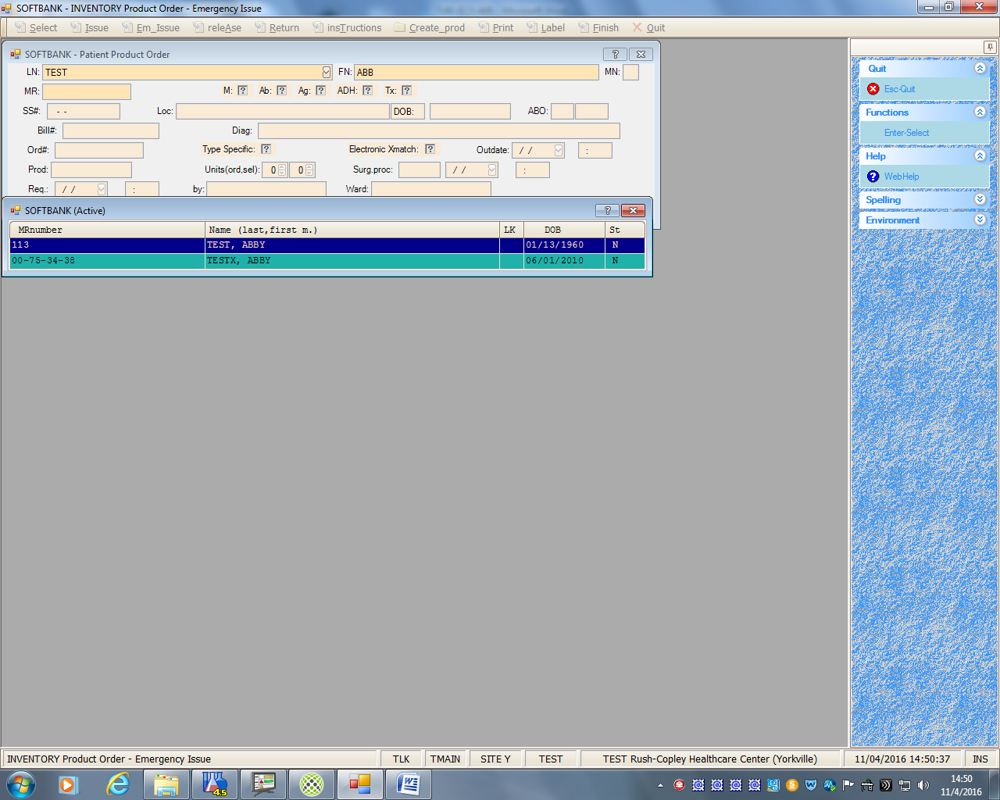 SOFTBANK - INVENTORY Product Order - Emergency Issue
Select Issue Em_Issue releAse Return insTructions Create_prod Print Label Finish Quit
SOFTBANK - Patient Product Order
LN: TEST FN: ABB MN:
MR: M: ? Ab: ? Ag: ? ADH: ? Tx: ?
SS#: - - Loc: DOB: ABO:
Bill#: Diag:
Ord#: Type Specific: ? Electronic Xmatch: ? Outdate: / / :
Prod: Units(ord,sel): 0 0 Surg.proc: / / :
Req.: / / : by: Ward:
SOFTBANK (Active)
MRnumber Name (last,first m.) LK DOB St
113 TEST, ABBY 01/13/1960 N
00-75-34-38 TESTX, ABBY 06/01/2010 N
Quit
Esc-Quit
Functions
Enter-Select
Help
WebHelp
Spelling
Environment
INVENTORY Product Order - Emergency Issue TLK TMAIN SITE Y TEST TEST Rush-Copley Healthcare Center (Yorkville) 11/04/2016 14:50:37 INS
4.5
14:50
11/4/2016